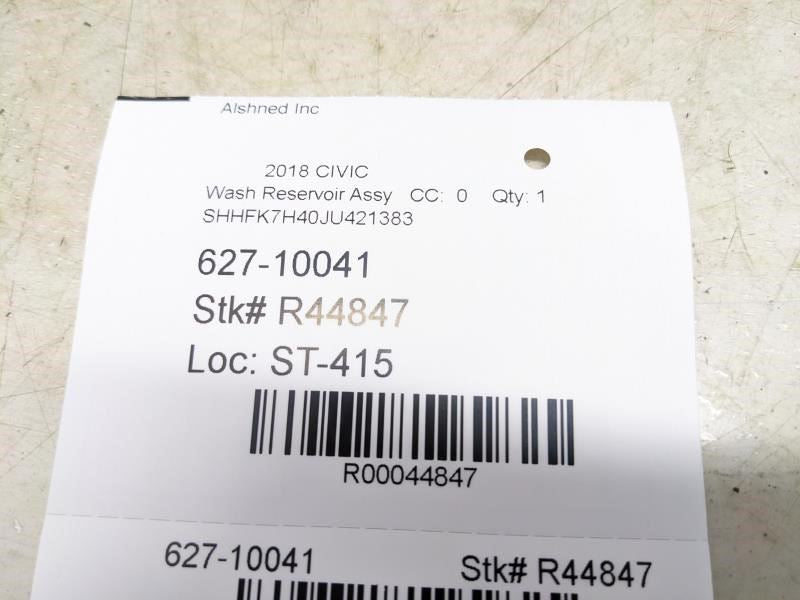 Alshned Inc
2018 CIVIC
Wash Reservoir Assy CC: 0 Qty: 1
SHHFK7H40JU421383
627-10041
Stk# R44847
Loc: ST-415
R00044847
627-10041 Stk# R44847